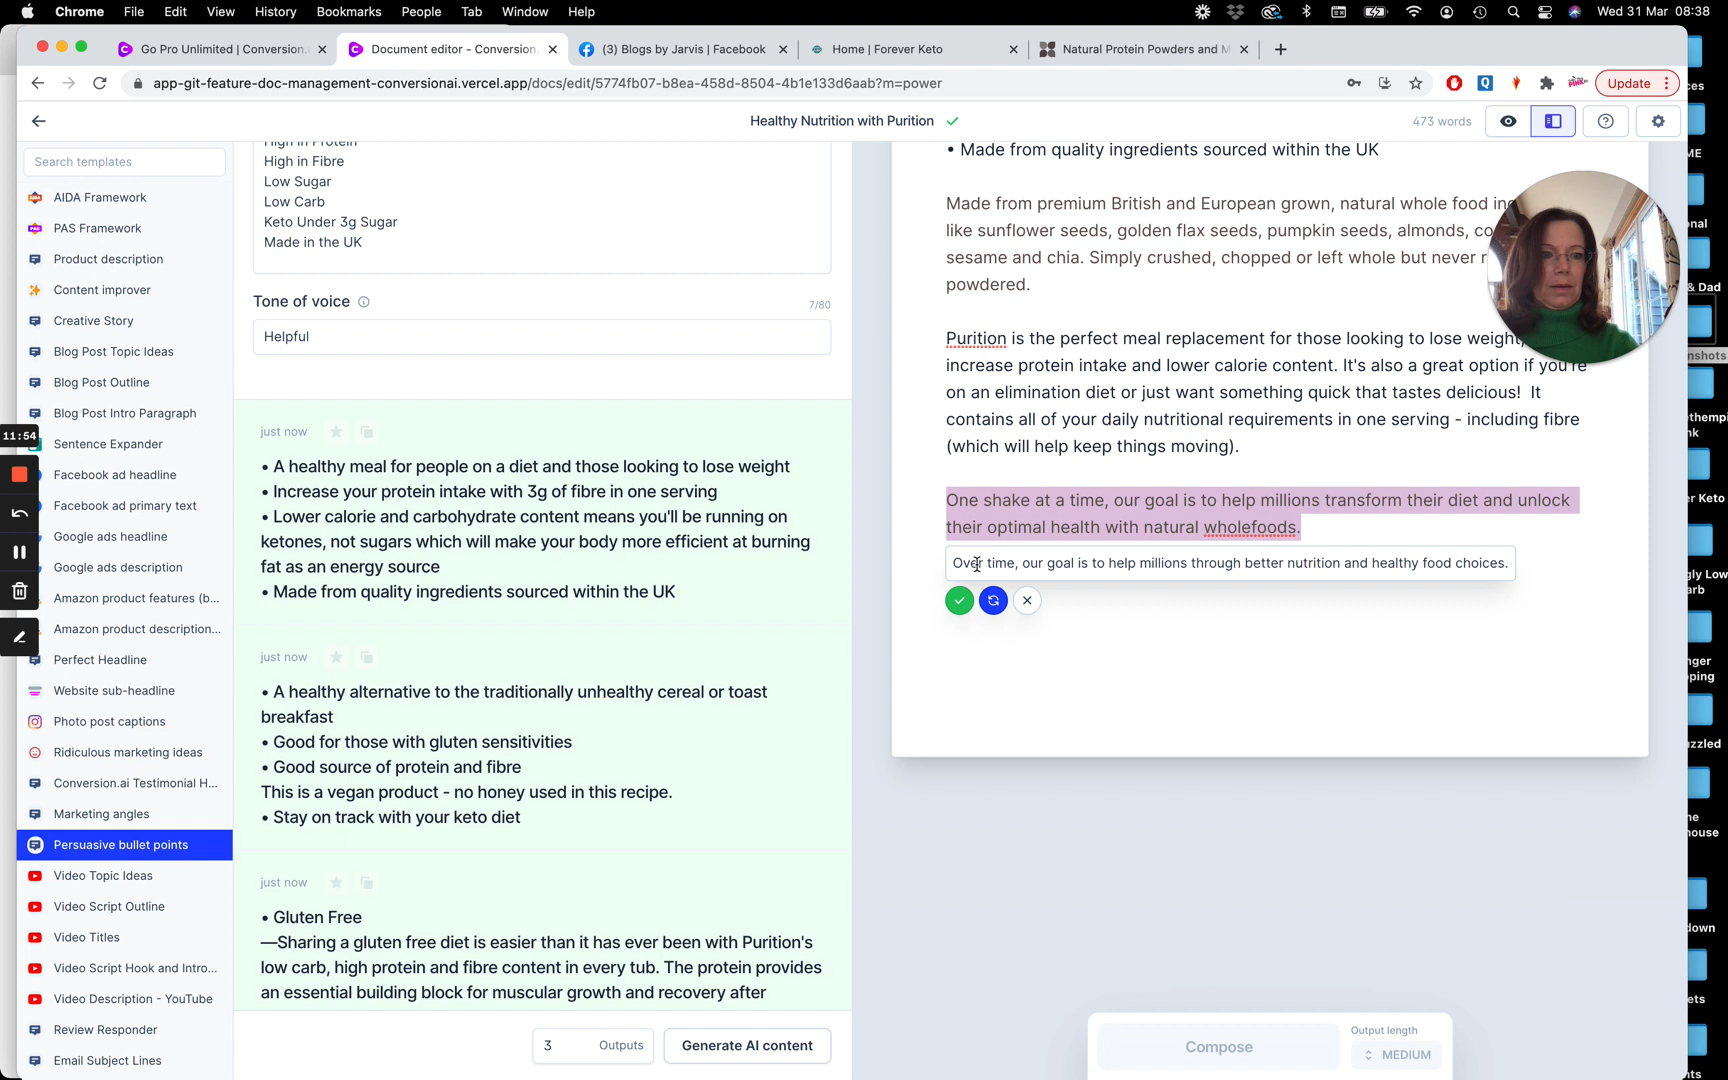 Chrome File Edit View History Bookmarks People Tab Window Help
Wed 31 Mar 08:38
Go Pro Unlimited | Conversion.
Document editor - Conversion.
(3) Blogs by Jarvis | Facebook
Home | Forever Keto
Natural Protein Powders and M
app-git-feature-doc-management-conversionai.vercel.app/docs/edit/5774fb07-b8ea-458d-8504-4b1e133d6aab?m=power
Update
Healthy Nutrition with Purition
473 words
Search templates
AIDA Framework
PAS Framework
Product description
Content improver
Creative Story
Blog Post Topic Ideas
Blog Post Outline
Blog Post Intro Paragraph
11:54
Sentence Expander
Facebook ad headline
Facebook ad primary text
Google ads headline
Google ads description
Amazon product features (b...
Amazon product description...
Perfect Headline
Website sub-headline
Photo post captions
Ridiculous marketing ideas
Conversion.ai Testimonial H...
Marketing angles
Persuasive bullet points
Video Topic Ideas
Video Script Outline
Video Titles
Video Script Hook and Intro...
Video Description - YouTube
Review Responder
Email Subject Lines
High in Protein
High in Fibre
Low Sugar
Low Carb
Keto Under 3g Sugar
Made in the UK
Tone of voice
7/80
Helpful
just now
• A healthy meal for people on a diet and those looking to lose weight
• Increase your protein intake with 3g of fibre in one serving
• Lower calorie and carbohydrate content means you'll be running on
ketones, not sugars which will make your body more efficient at burning
fat as an energy source
• Made from quality ingredients sourced within the UK
just now
• A healthy alternative to the traditionally unhealthy cereal or toast
breakfast
• Good for those with gluten sensitivities
• Good source of protein and fibre
This is a vegan product - no honey used in this recipe.
• Stay on track with your keto diet
just now
• Gluten Free
—Sharing a gluten free diet is easier than it has ever been with Purition's
low carb, high protein and fibre content in every tub. The protein provides
an essential building block for muscular growth and recovery after
3 Outputs
Generate AI content
• Made from quality ingredients sourced within the UK
Made from premium British and European grown, natural whole food
like sunflower seeds, golden flax seeds, pumpkin seeds, almonds,
sesame and chia. Simply crushed, chopped or left whole but never
powdered.
Purition is the perfect meal replacement for those looking to lose weight,
increase protein intake and lower calorie content. It's also a great option if you're
on an elimination diet or just want something quick that tastes delicious! It
contains all of your daily nutritional requirements in one serving - including fibre
(which will help keep things moving).
One shake at a time, our goal is to help millions transform their diet and unlock
their optimal health with natural wholefoods.
Over time, our goal is to help millions through better nutrition and healthy food choices.
Compose
Output length
MEDIUM
& Dad